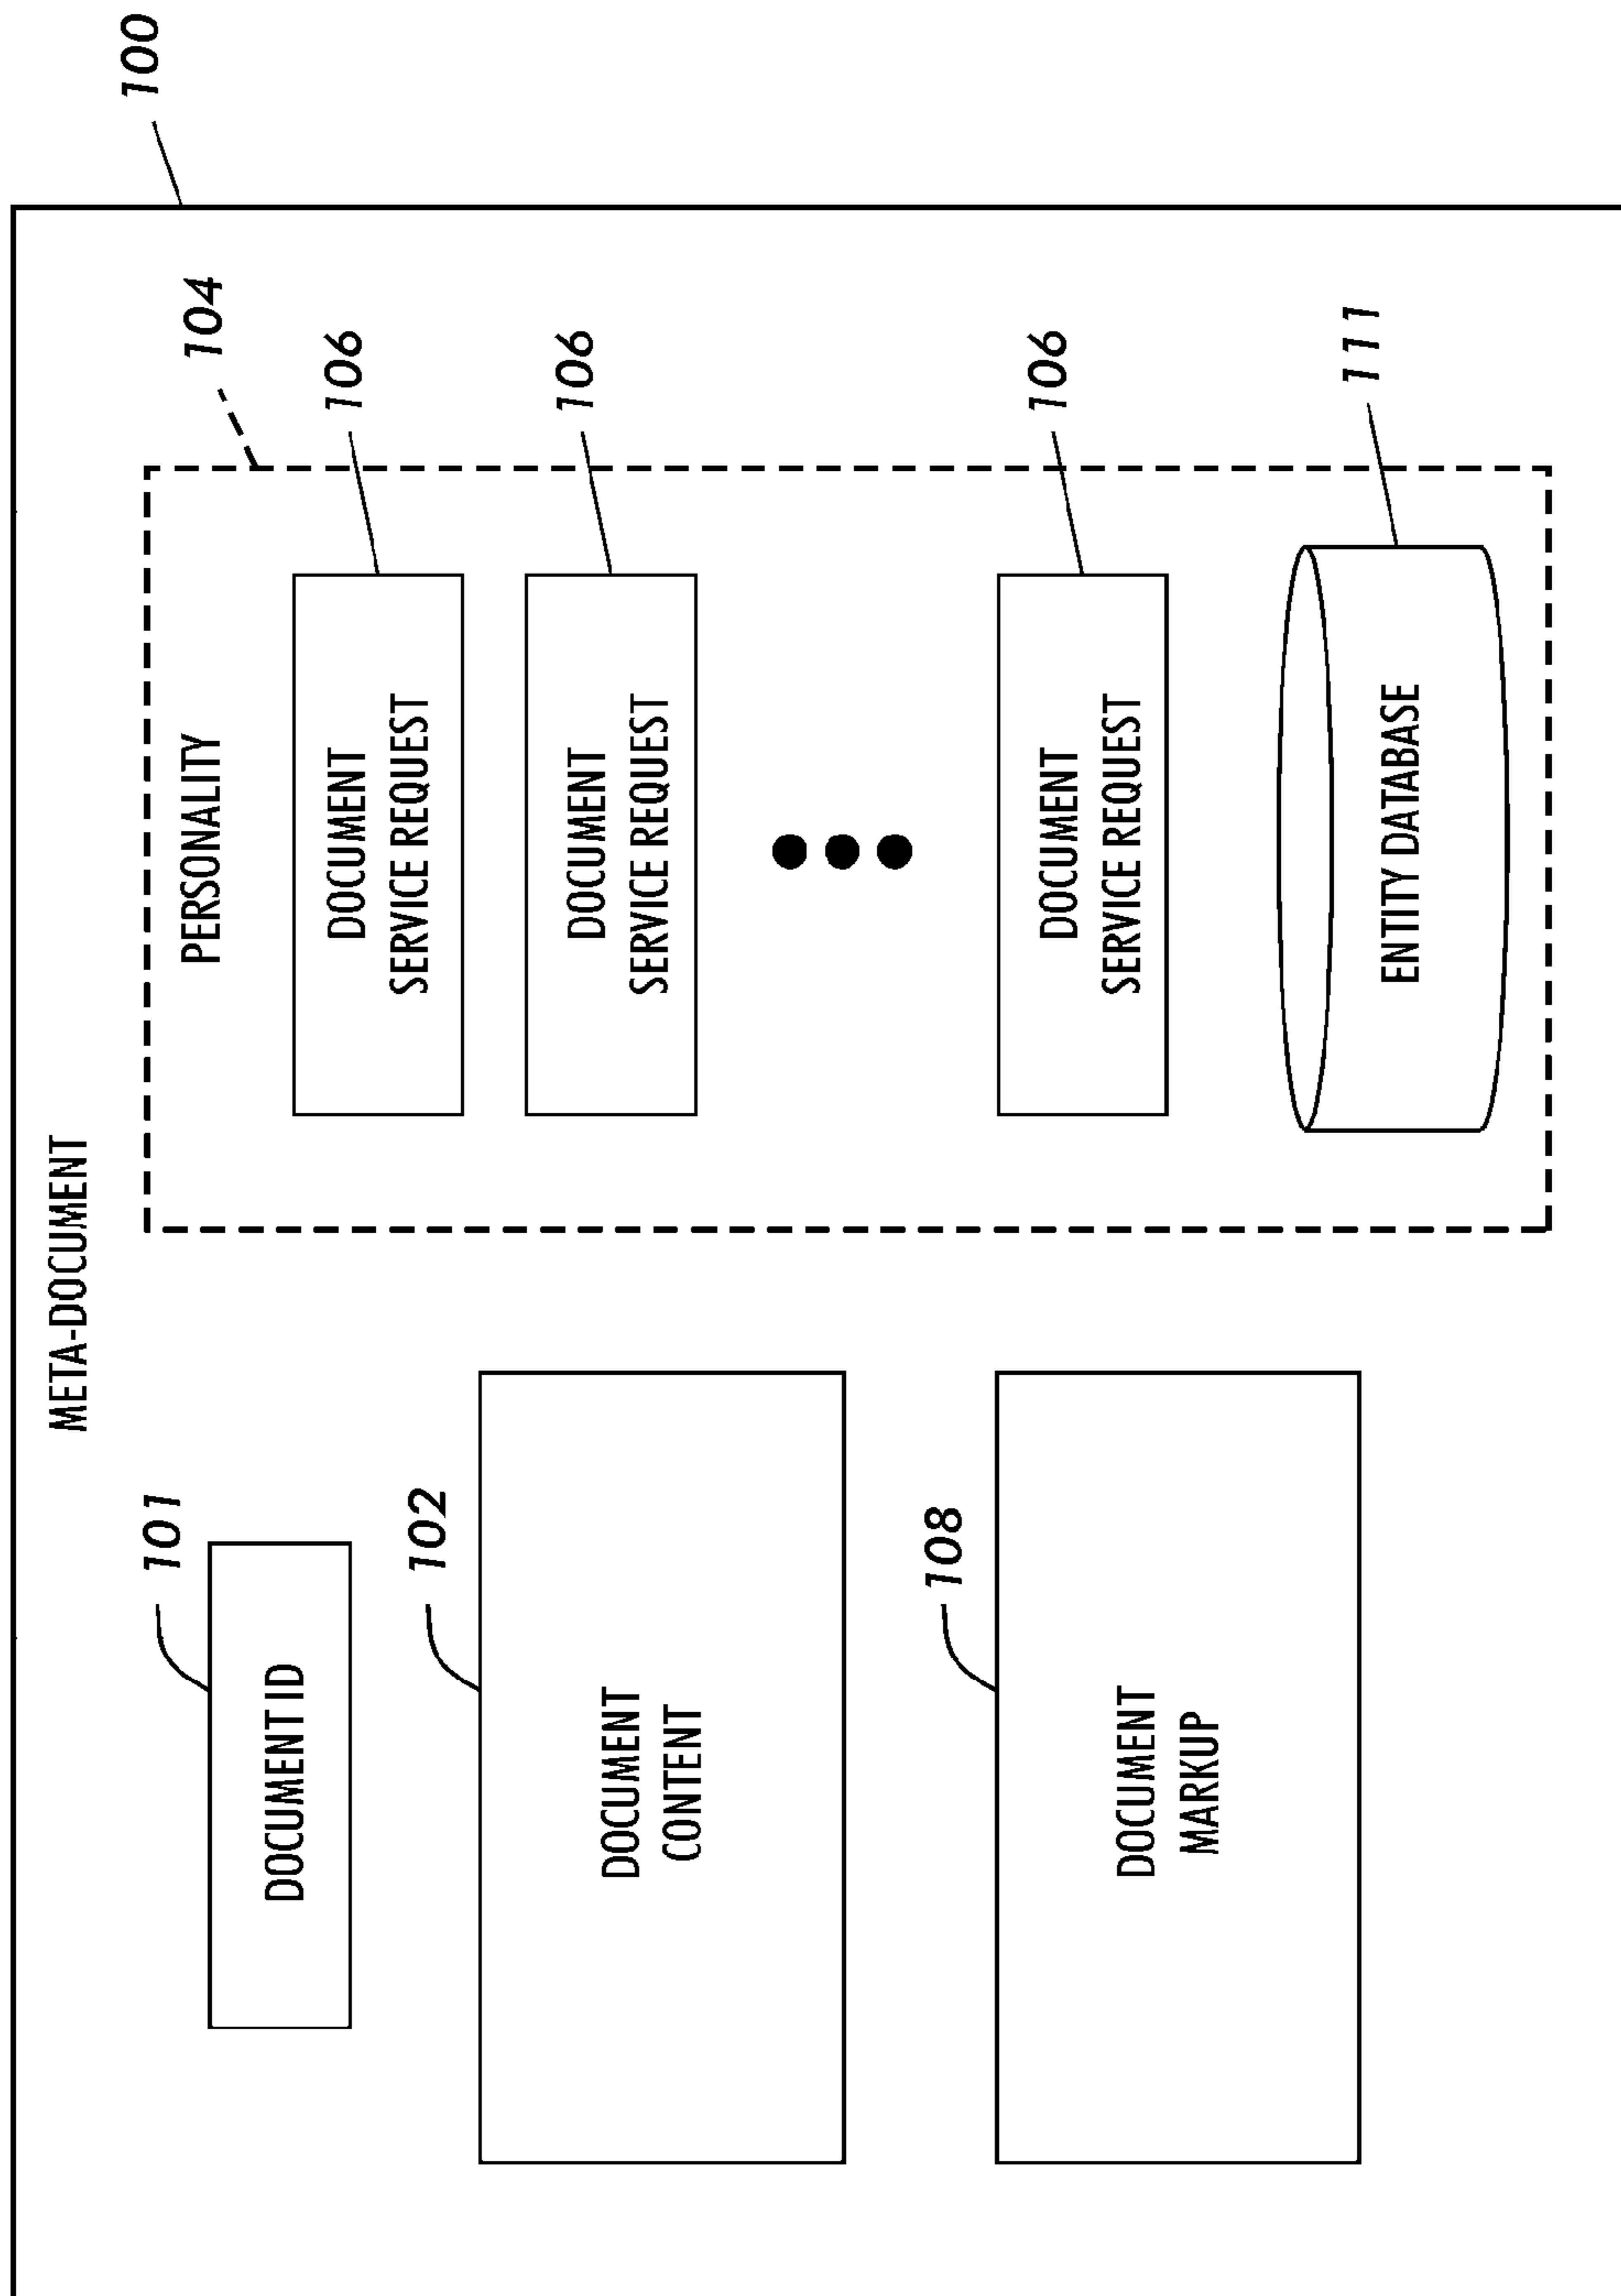 100
META-DOCUMENT
101
DOCUMENT ID
102
DOCUMENT
CONTENT
108
DOCUMENT
MARKUP
104
PERSONALITY
106
DOCUMENT
SERVICE REQUEST
106
DOCUMENT
SERVICE REQUEST
106
DOCUMENT
SERVICE REQUEST
111
ENTITY DATABASE